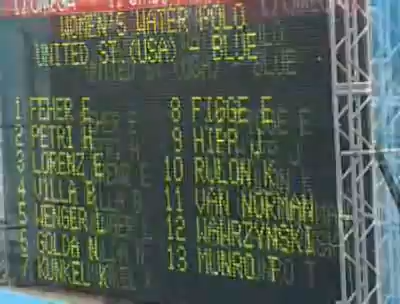 WOMEN'S WATER POLO
UNITED ST.(USA) - BLUE
1 FEHER E
2 PETRI H
3 LORENZ E
4 VILLA B
5 WENGER L
6 GOLDA N
7 KUNKEL K
8 FIGGE E
9 HIPP J
10 RULON K
11 VAN NORMAN
12 WAWRZYNSKI
13 MUNRO P